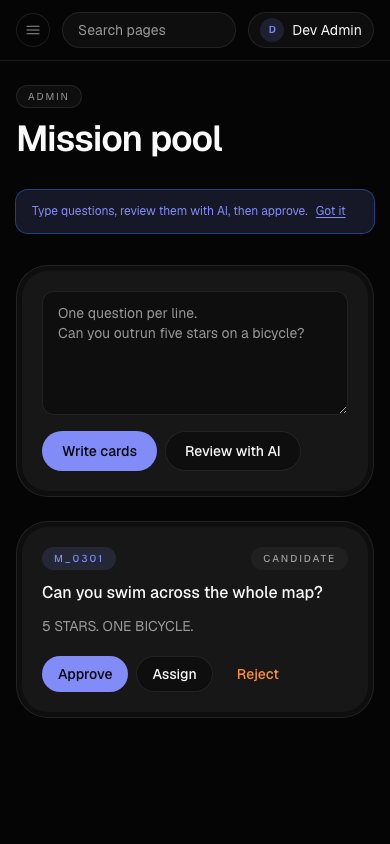 Search pages
D
Dev Admin
ADMIN
Mission pool
Type questions, review them with AI, then approve. Got it
One question per line.
Can you outrun five stars on a bicycle?
Write cards
Review with AI
M_0301
CANDIDATE
Can you swim across the whole map?
5 STARS. ONE BICYCLE.
Approve
Assign
Reject